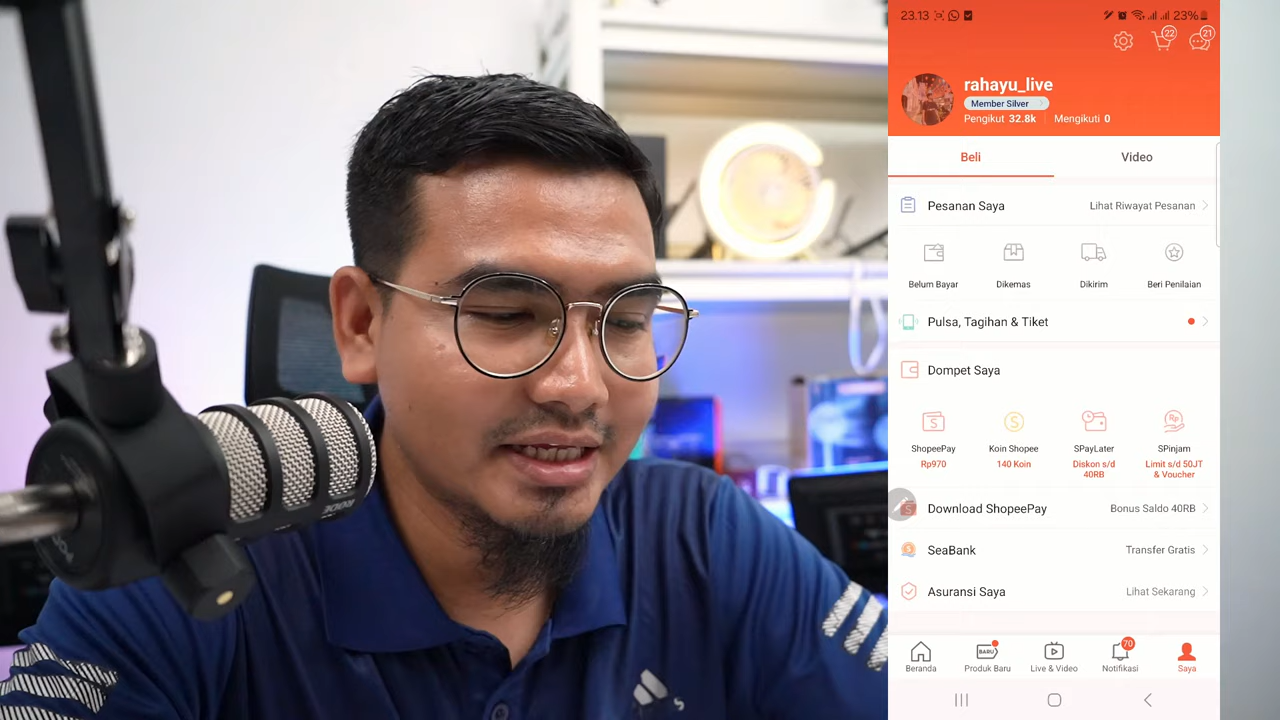 23.13
23%
22
21
rahayu_live
Member Silver
Pengikut 32.8k
Mengikuti 0
Beli
Video
Pesanan Saya
Lihat Riwayat Pesanan
Belum Bayar
Dikemas
Dikirim
Beri Penilaian
Pulsa, Tagihan & Tiket
Dompet Saya
ShopeePay
Koin Shopee
SPayLater
SPinjam
Rp970
140 Koin
Diskon s/d
40RB
Limit s/d 50JT
& Voucher
Download ShopeePay
Bonus Saldo 40RB
SeaBank
Transfer Gratis
Asuransi Saya
Lihat Sekarang
BARU
70
Beranda
Produk Baru
Live & Video
Notifikasi
Saya
RØDE